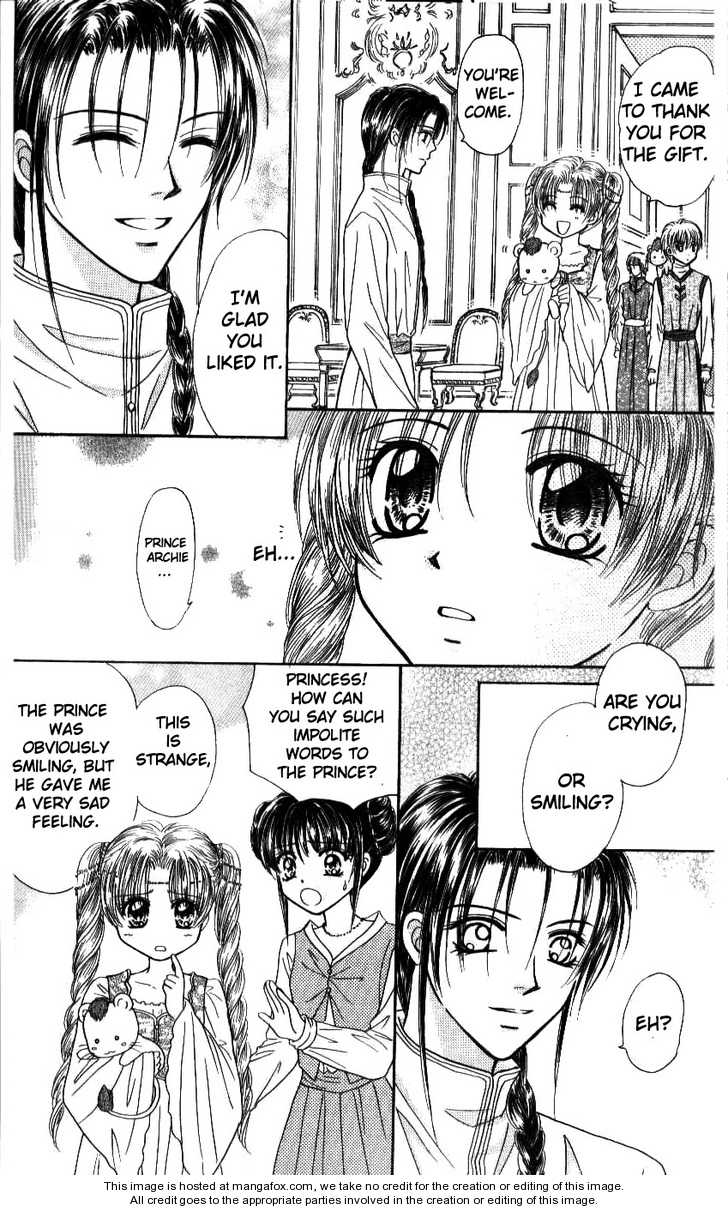 I CAME
TO THANK
YOU FOR
THE GIFT.
YOU'RE
WEL-
COME.
I'M
GLAD
YOU
LIKED IT.
EH...
PRINCE
ARCHIE
...
ARE YOU
CRYING,
OR
SMILING?
EH?
PRINCESS!
HOW CAN
YOU SAY SUCH
IMPOLITE
WORDS TO
THE PRINCE?
THIS
IS
STRANGE,
THE PRINCE
WAS
OBVIOUSLY
SMILING, BUT
HE GAVE ME
A VERY SAD
FEELING.
This image is hosted at mangafox.com, we take no credit for the creation or editing of this image.
All credit goes to the appropriate parties involved in the creation or editing of this image.